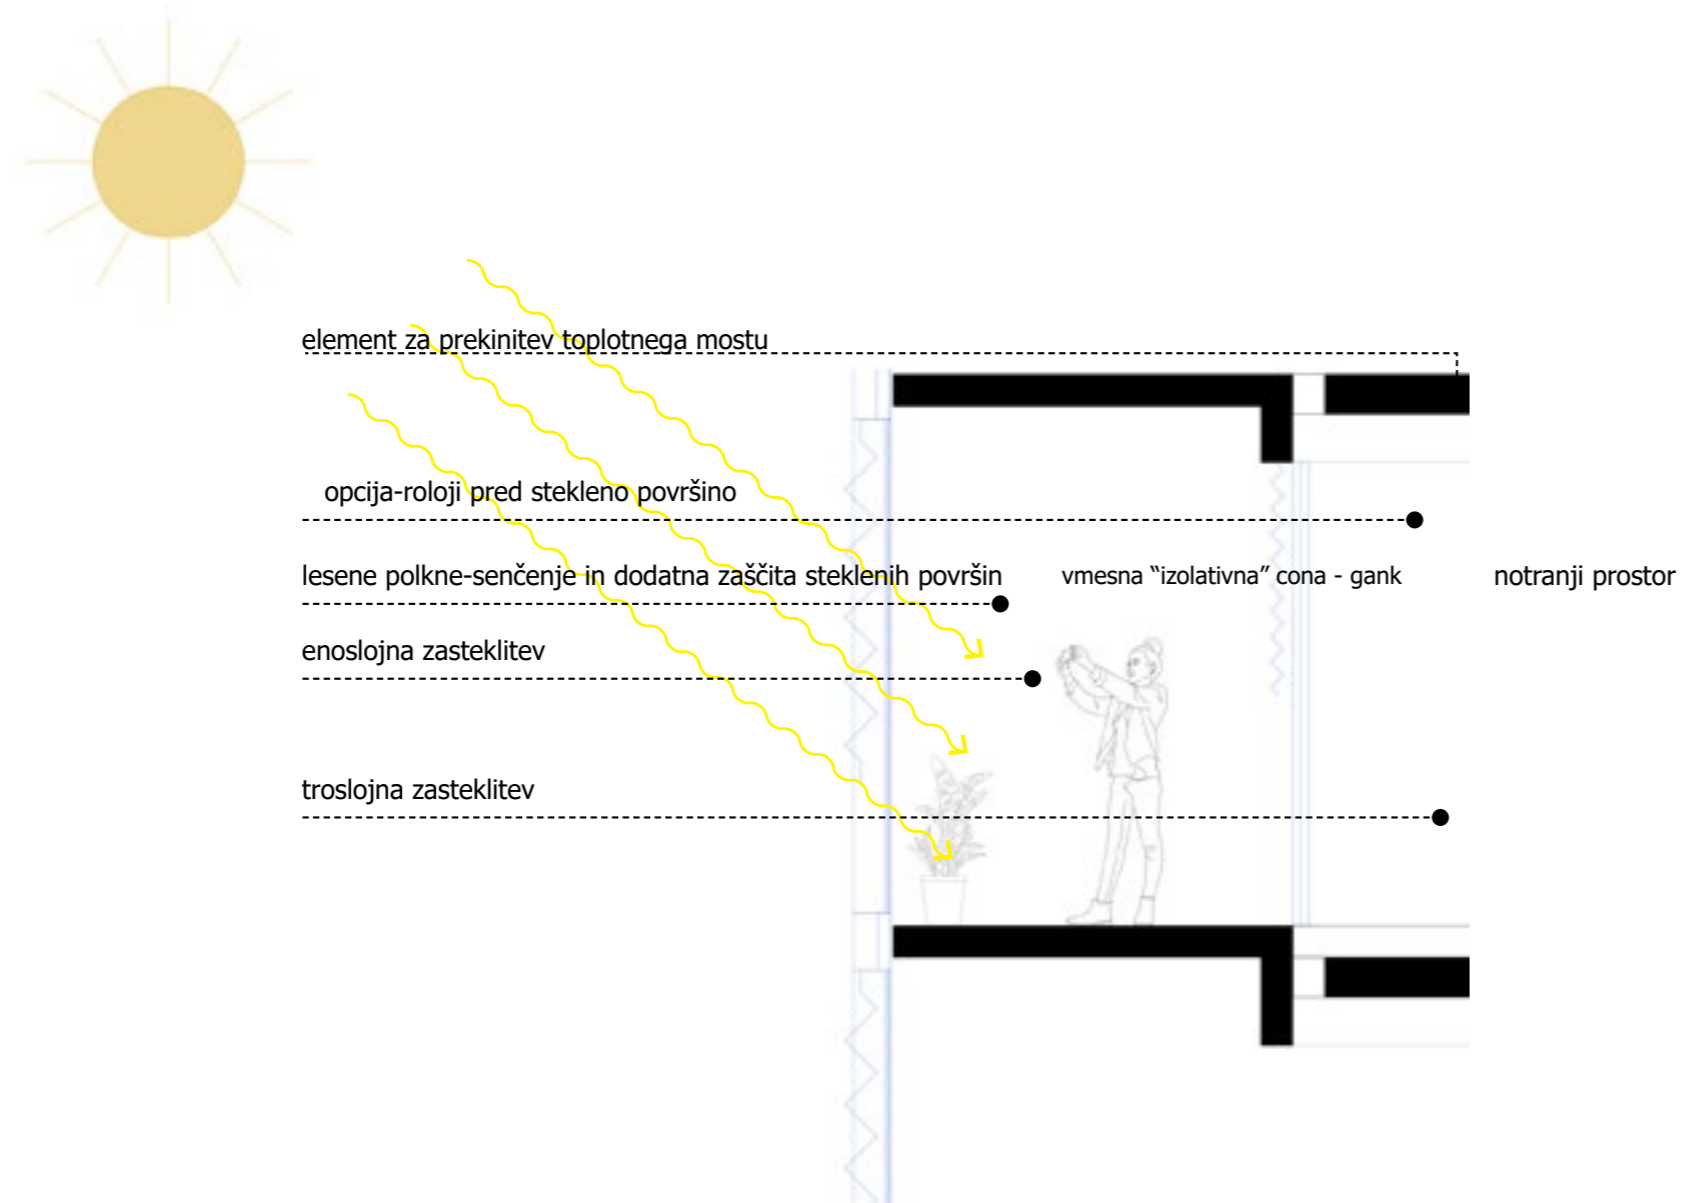 element za prekinitev toplotnega mostu
opcija-roloji pred stekleno površino
lesene polkne-senčenje in dodatna zaščita steklenih površin
vmesna “izolativna” cona - gank
notranji prostor
enoslojna zasteklitev
troslojna zasteklitev